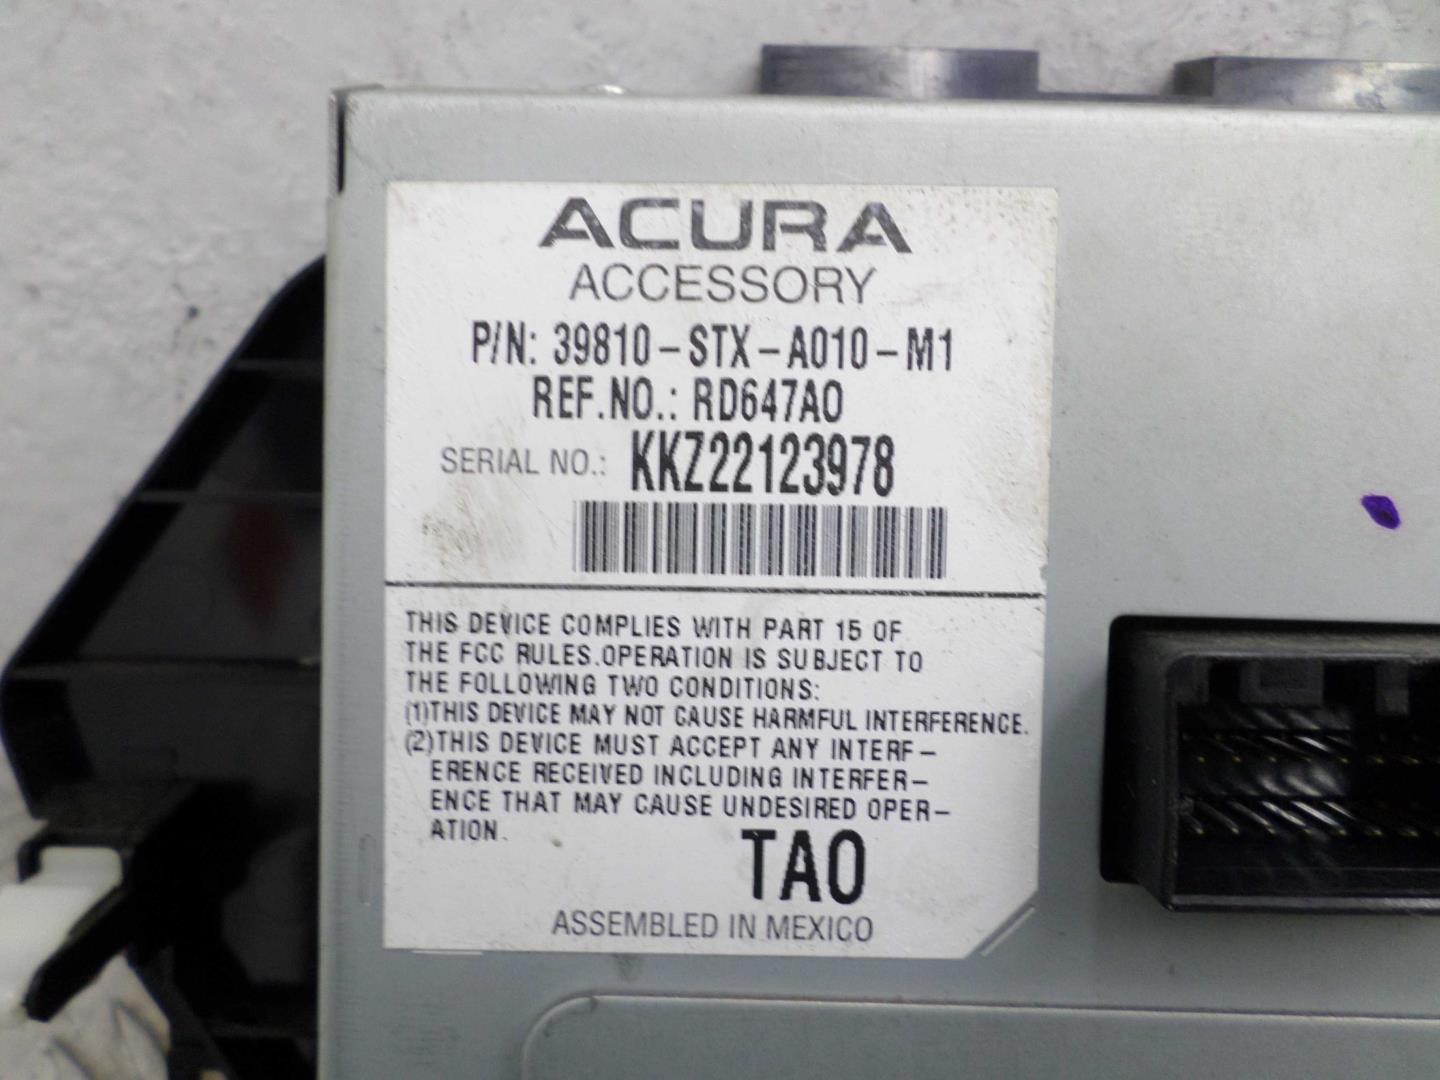 ACURA
ACCESSORY
P/N: 39810-STX-A010-M1
REF.NO.: RD647A0
SERIAL NO.: KKZ22123978
THIS DEVICE COMPLIES WITH PART 15 OF
THE FCC RULES.OPERATION IS SUBJECT TO
THE FOLLOWING TWO CONDITIONS:
(1)THIS DEVICE MAY NOT CAUSE HARMFUL INTERFERENCE.
(2)THIS DEVICE MUST ACCEPT ANY INTERF-
ERENCE RECEIVED INCLUDING INTERFER-
ENCE THAT MAY CAUSE UNDESIRED OPER-
ATION.
TA0
ASSEMBLED IN MEXICO